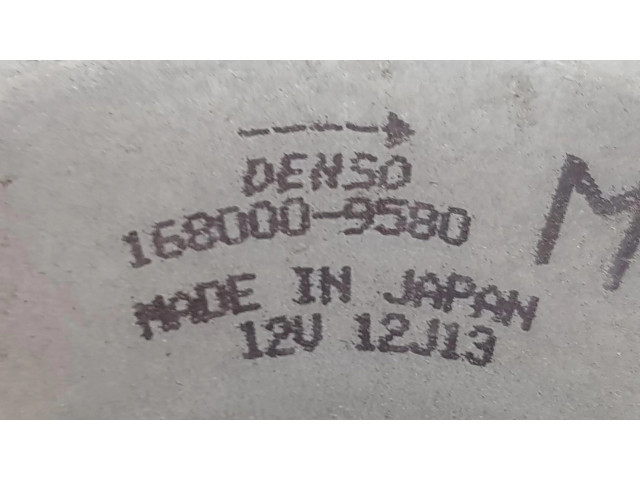 DENSO
168000-9580
M
MADE IN JAPAN
12V 12J13